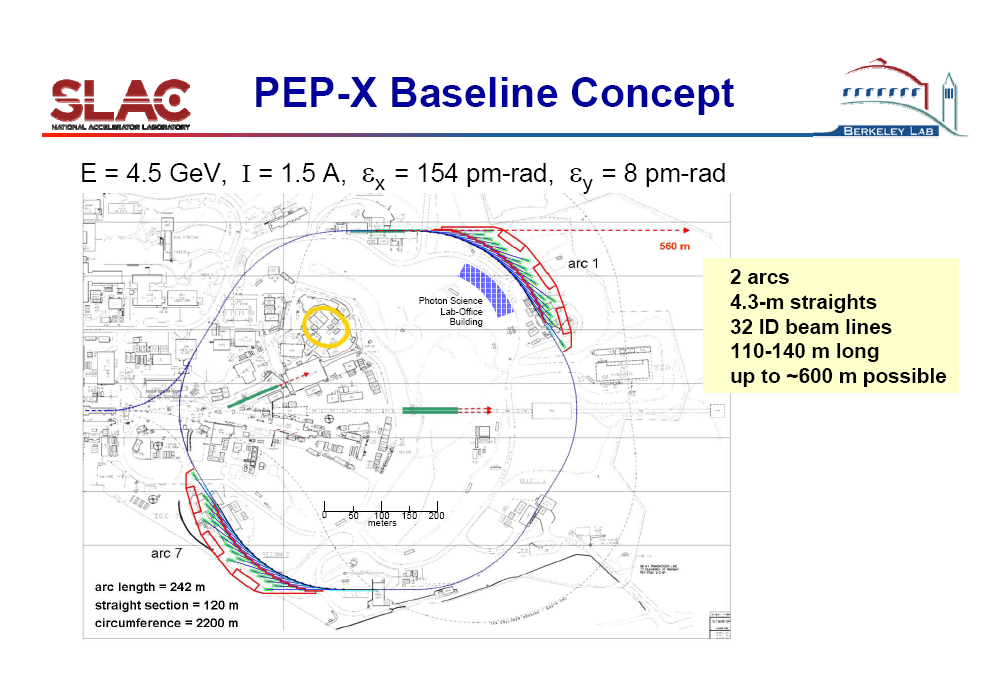 SLAC
NATIONAL ACCELERATOR LABORATORY
PEP-X Baseline Concept
BERKELEY LAB
E = 4.5 GeV, I = 1.5 A, εx = 154 pm-rad, εy = 8 pm-rad
560 m
arc 1
Photon Science
Lab-Office
Building
2 arcs
4.3-m straights
32 ID beam lines
110-140 m long
up to ~600 m possible
0 50 100 150 200
meters
arc 7
arc length = 242 m
straight section = 120 m
circumference = 2200 m